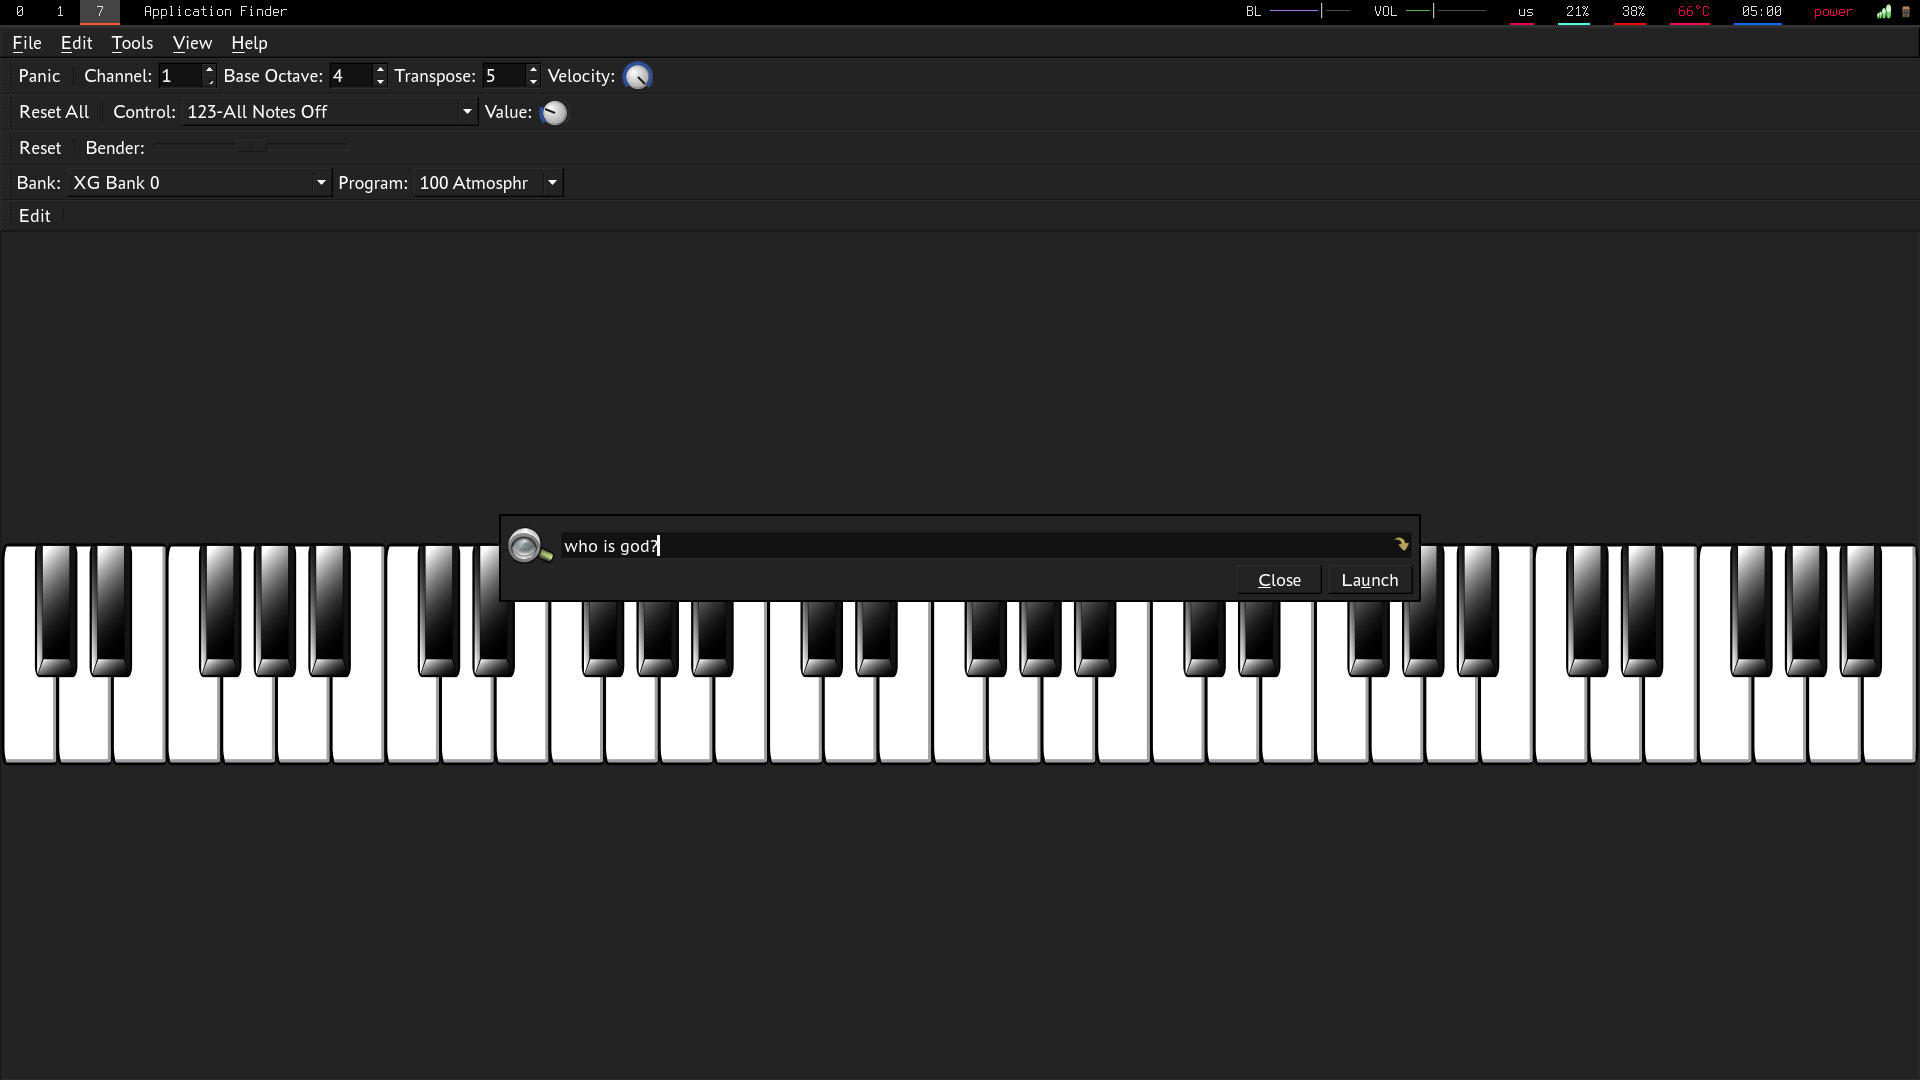 0 1 7 Application Finder BL VOL us 21% 38% 66°C 05:00 power
File Edit Tools View Help
Panic Channel: 1 Base Octave: 4 Transpose: 5 Velocity:
Reset All Control: 123-All Notes Off Value:
Reset Bender:
Bank: XG Bank 0 Program: 100 Atmosphr
Edit
who is god?
Close Launch